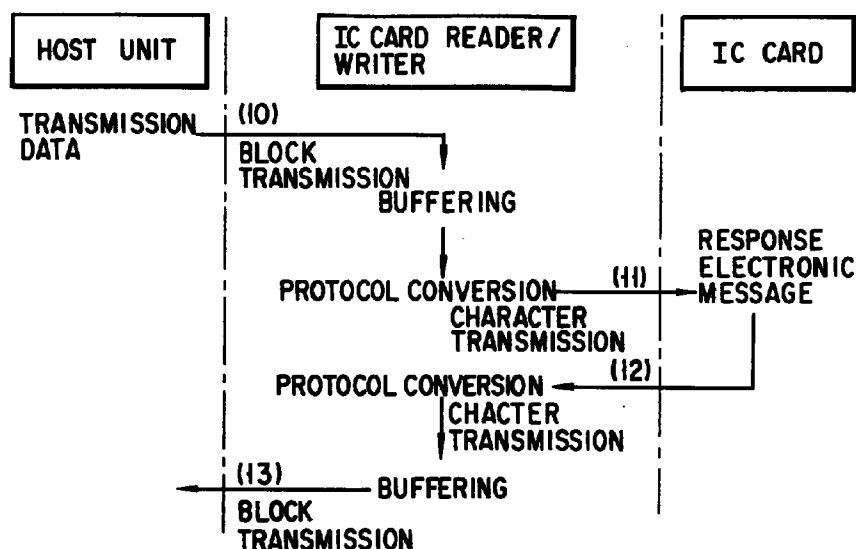 HOST UNIT
IC CARD READER/
WRITER
IC CARD
TRANSMISSION
DATA
(10)
BLOCK
TRANSMISSION
BUFFERING
PROTOCOL CONVERSION
(11)
CHARACTER
TRANSMISSION
RESPONSE
ELECTRONIC
MESSAGE
PROTOCOL CONVERSION
(12)
CHACTER
TRANSMISSION
(13)
BUFFERING
BLOCK
TRANSMISSION